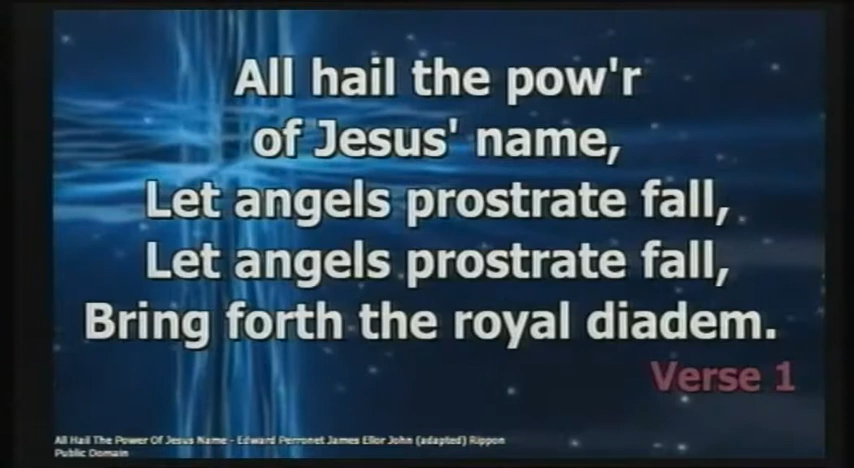 All hail the pow'r
of Jesus' name,
Let angels prostrate fall,
Let angels prostrate fall,
Bring forth the royal diadem.
Verse 1
All Hail The Power Of Jesus Name - Edward Perronet James Ellor John (adapted) Rippon
Public Domain